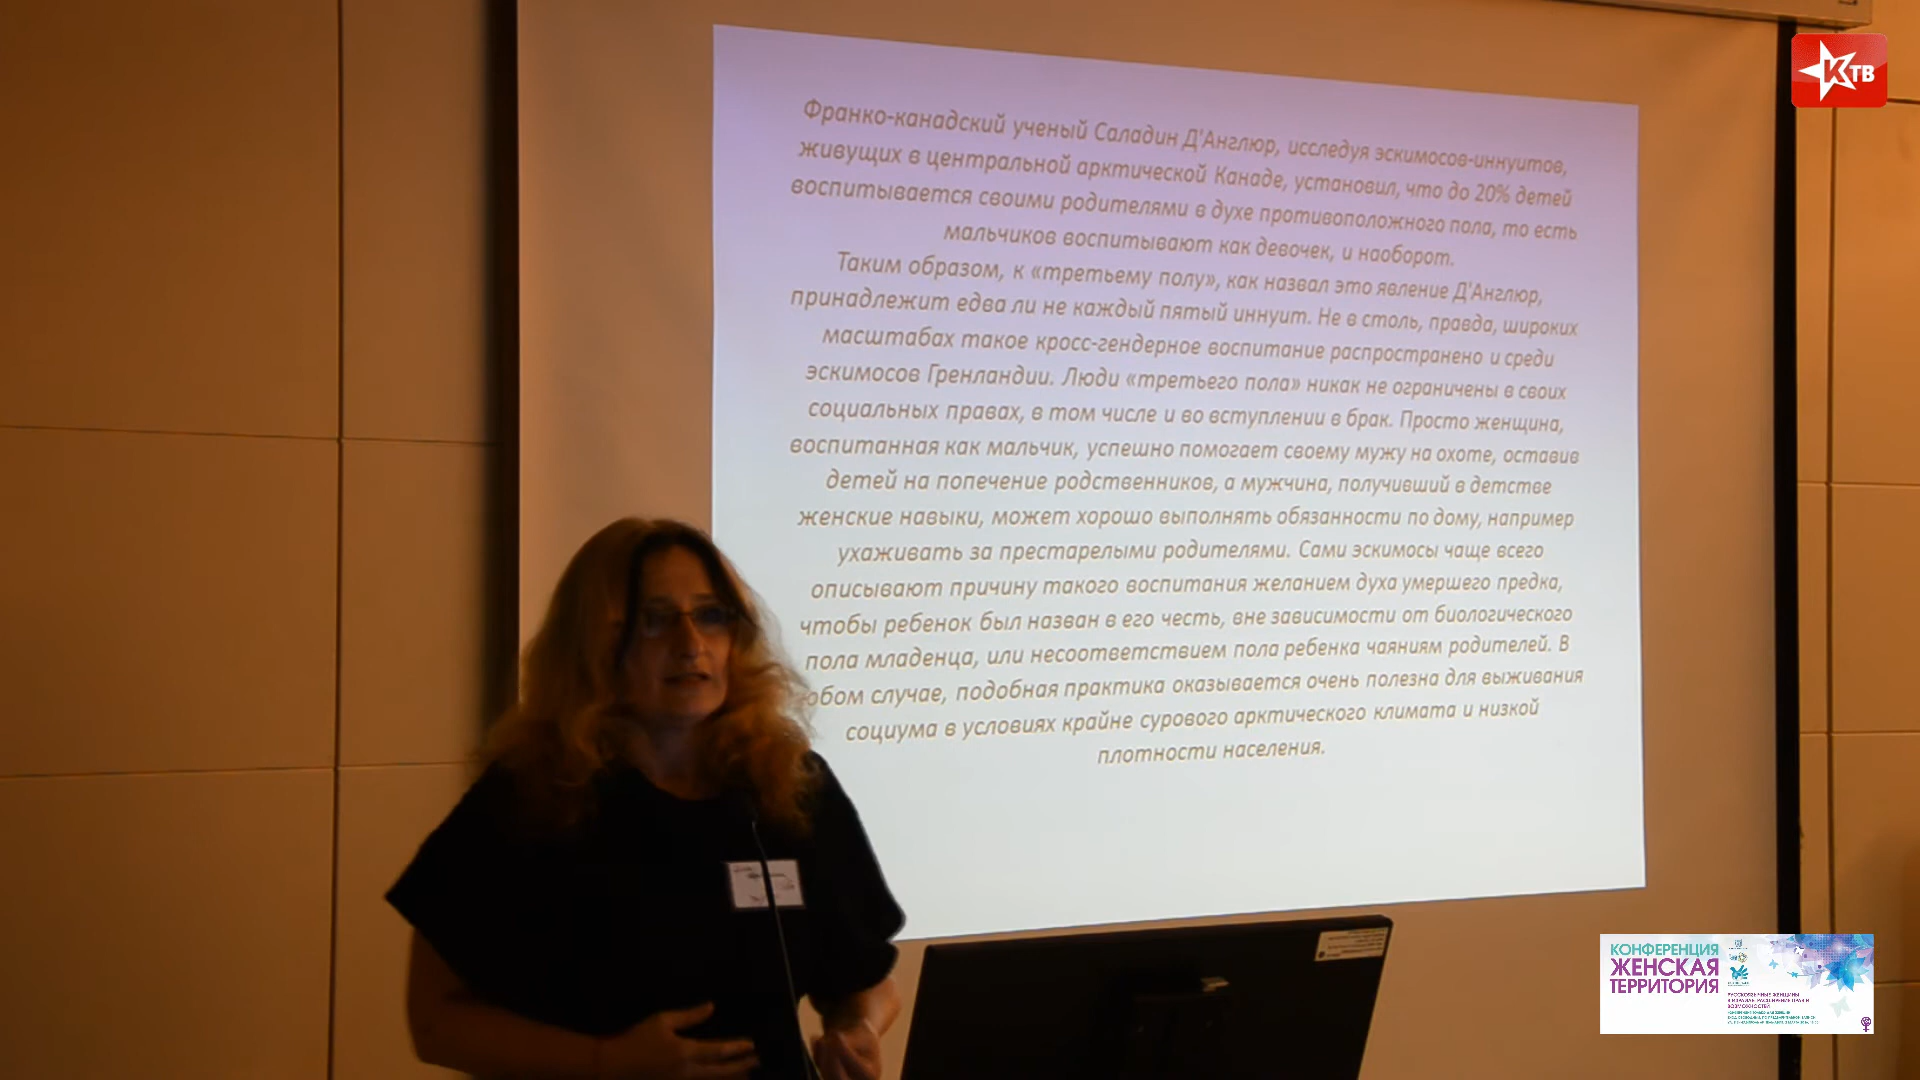 Франко-канадский ученый Саладин Д'Англюр, исследуя эскимосов-иннуитов,
живущих в центральной арктической Канаде, установил, что до 20% детей
воспитывается своими родителями в духе противоположного пола, то есть
мальчиков воспитывают как девочек, и наоборот.
Таким образом, к «третьему полу», как назвал это явление Д'Англюр,
принадлежит едва ли не каждый пятый иннуит. Не в столь, правда, широких
масштабах такое кросс-гендерное воспитание распространено и среди
эскимосов Гренландии. Люди «третьего пола» никак не ограничены в своих
социальных правах, в том числе и во вступлении в брак. Просто женщина,
воспитанная как мальчик, успешно помогает своему мужу на охоте, оставив
детей на попечение родственников, а мужчина, получивший в детстве
женские навыки, может хорошо выполнять обязанности по дому, например
ухаживать за престарелыми родителями. Сами эскимосы чаще всего
описывают причину такого воспитания желанием духа умершего предка,
чтобы ребенок был назван в его честь, вне зависимости от биологического
пола младенца, или несоответствием пола ребенка чаяниям родителей. В
юбом случае, подобная практика оказывается очень полезна для выживания
социума в условиях крайне сурового арктического климата и низкой
плотности населения.
КТВ
КОНФЕРЕНЦИЯ
ЖЕНСКАЯ
ТЕРРИТОРИЯ
РУССКОЯЗЫЧНЫЕ ЖЕНЩИНЫ
В ИЗРАИЛЕ: РАСШИРЕНИЕ ПРАВ И
ВОЗМОЖНОСТЕЙ